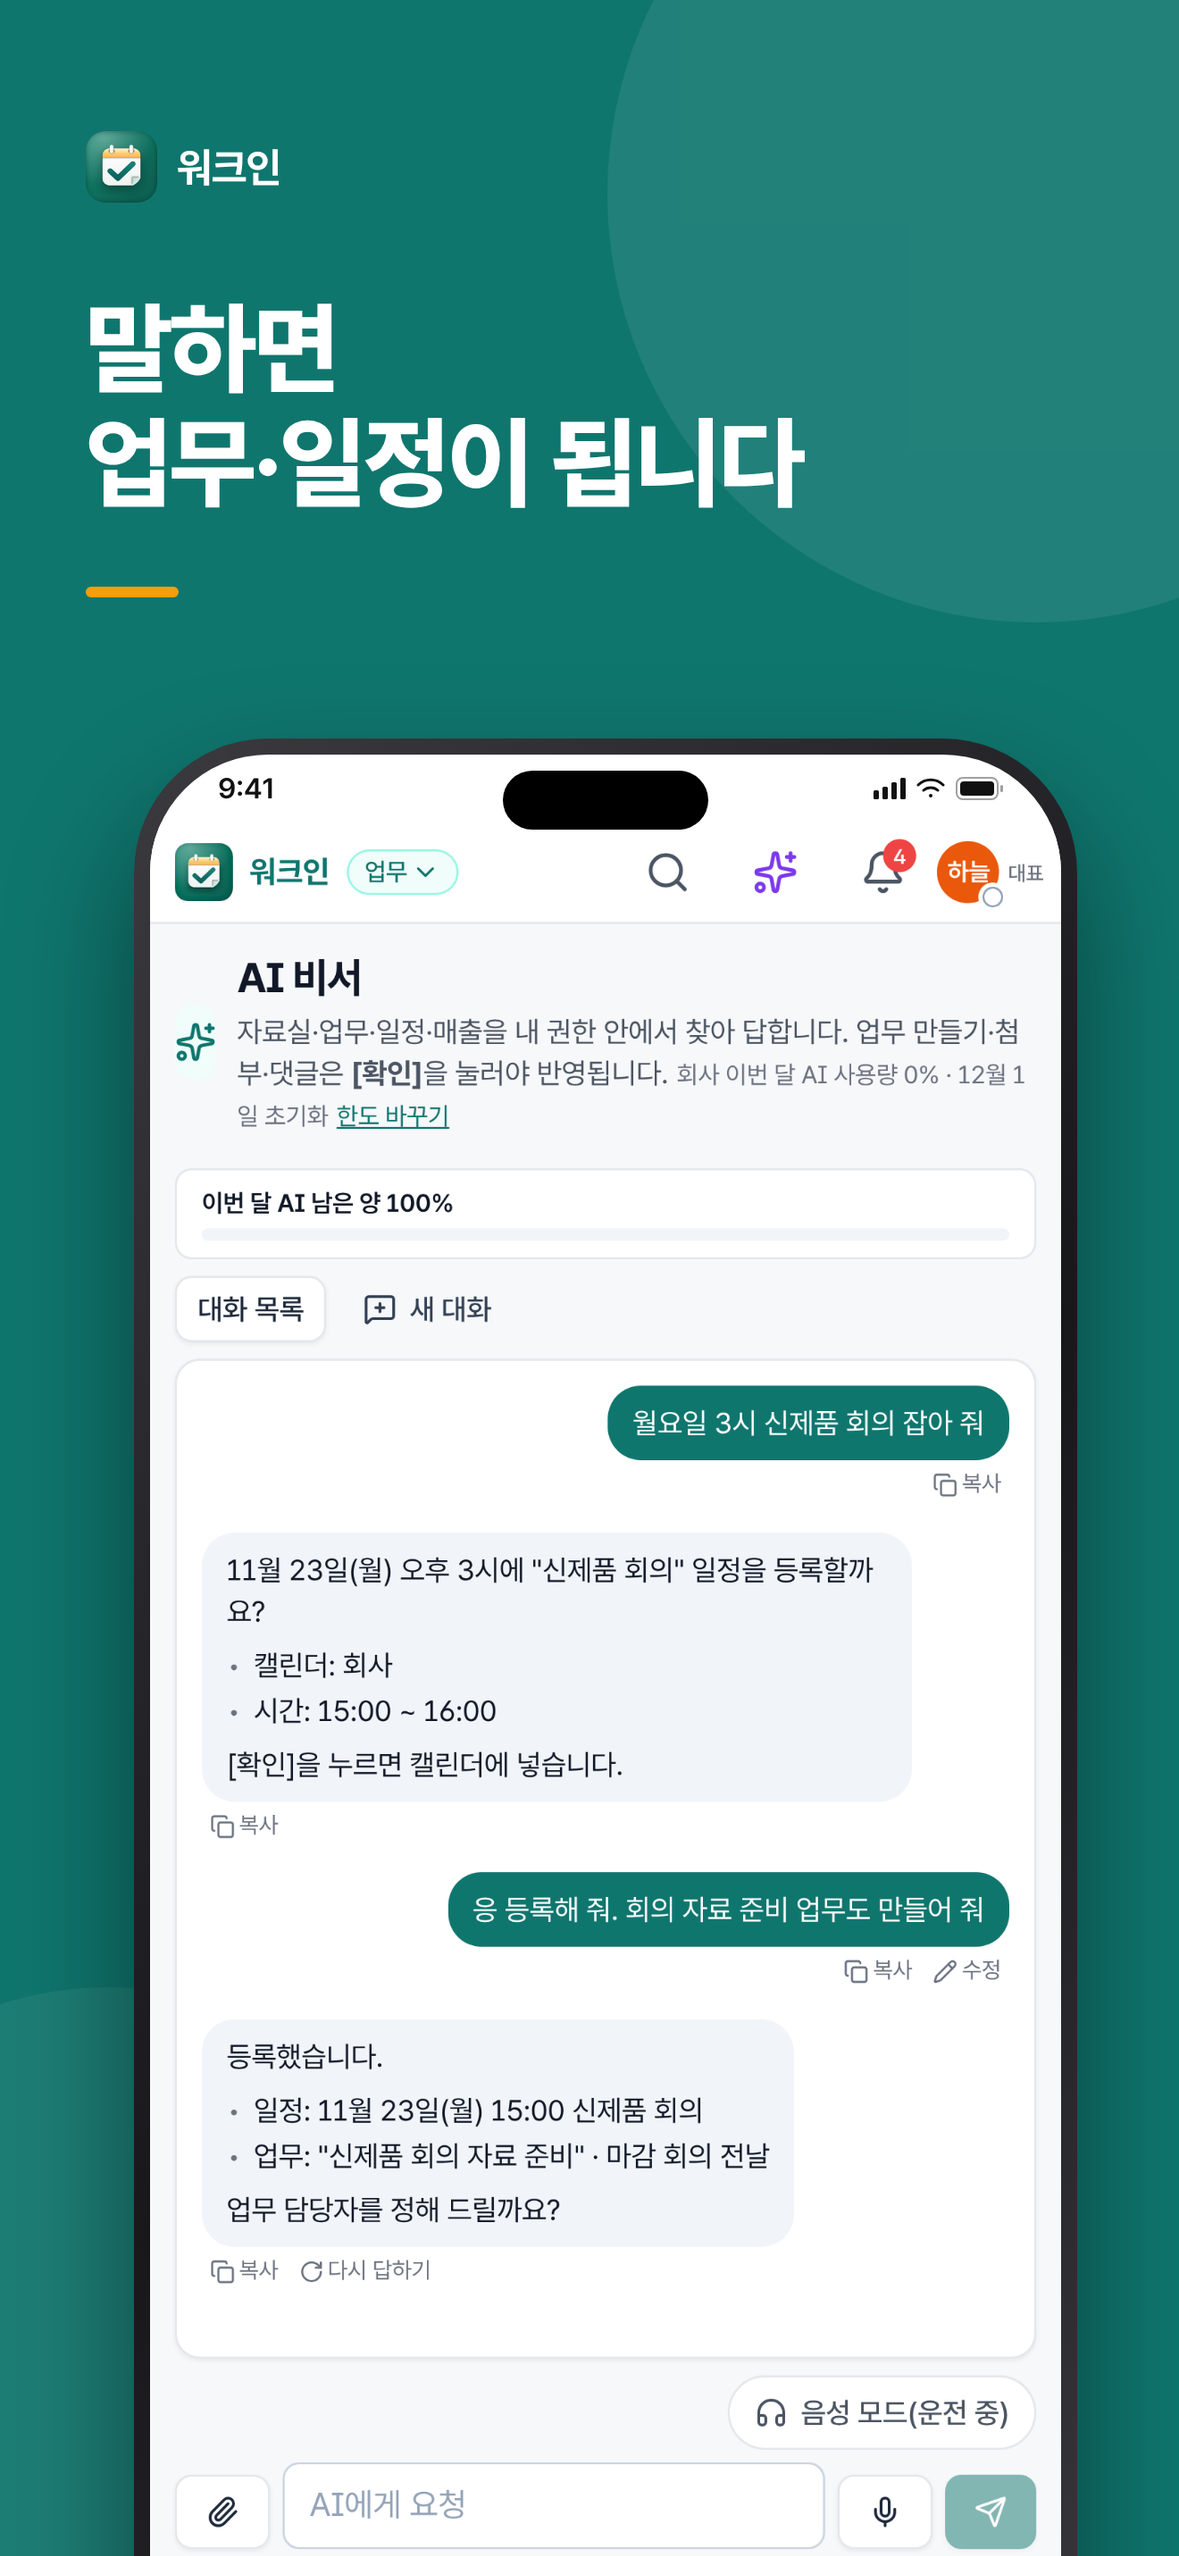 워크인
말하면
업무·일정이 됩니다
9:41
워크인
업무
4
하늘
대표
AI 비서
자료실·업무·일정·매출을 내 권한 안에서 찾아 답합니다. 업무 만들기·첨
부·댓글은 [확인]을 눌러야 반영됩니다. 회사 이번 달 AI 사용량 0% · 12월 1
일 초기화 한도 바꾸기
이번 달 AI 남은 양 100%
대화 목록
새 대화
월요일 3시 신제품 회의 잡아 줘
복사
11월 23일(월) 오후 3시에 "신제품 회의" 일정을 등록할까
요?
• 캘린더: 회사
• 시간: 15:00 ~ 16:00
[확인]을 누르면 캘린더에 넣습니다.
복사
응 등록해 줘. 회의 자료 준비 업무도 만들어 줘
복사 수정
등록했습니다.
• 일정: 11월 23일(월) 15:00 신제품 회의
• 업무: "신제품 회의 자료 준비" · 마감 회의 전날
업무 담당자를 정해 드릴까요?
복사 다시 답하기
음성 모드(운전 중)
AI에게 요청